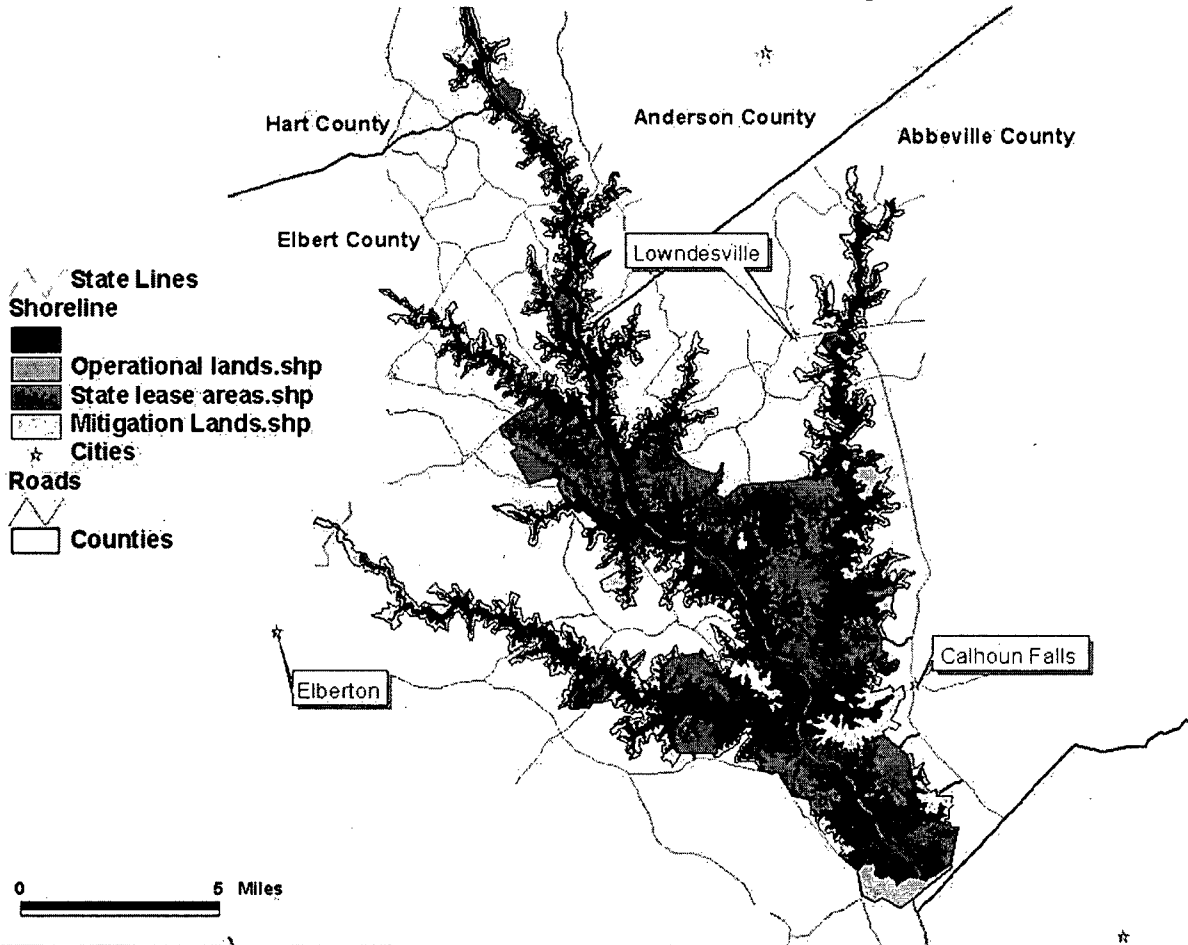 Hart County
Anderson County
Abbeville County
Elbert County
Lowndesville
State Lines
Shoreline
Operational lands.shp
State lease areas.shp
Mitigation Lands.shp
Cities
Roads
Counties
Elberton
Calhoun Falls
0 5 Miles